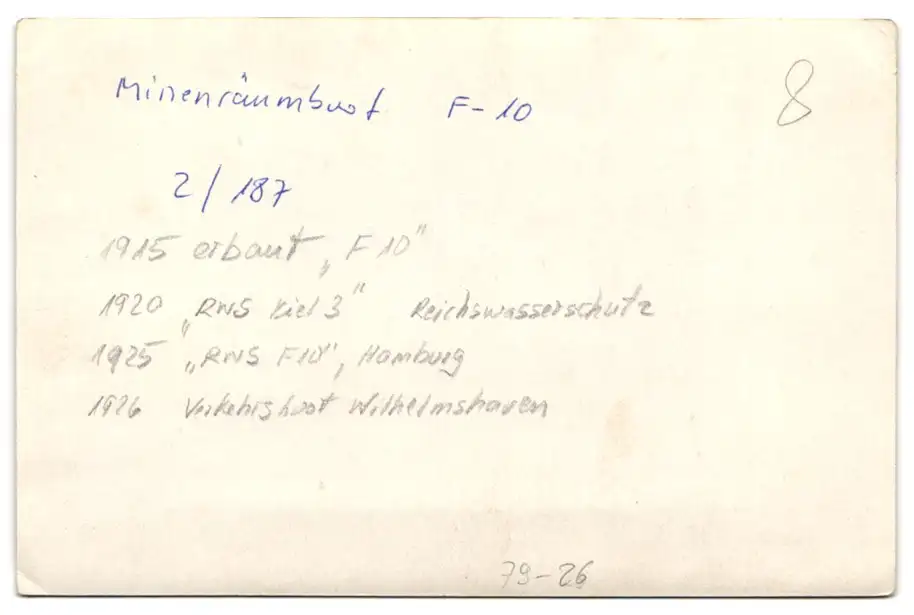 Minenräumboot F-10
8
2/187
1915 erbaut „F10"
1920 „RWS Kiel 3" Reichswasserschutz
1925 „RWS F10", Hamburg
1926 Verkehrsboot Wilhelmshaven
79-26